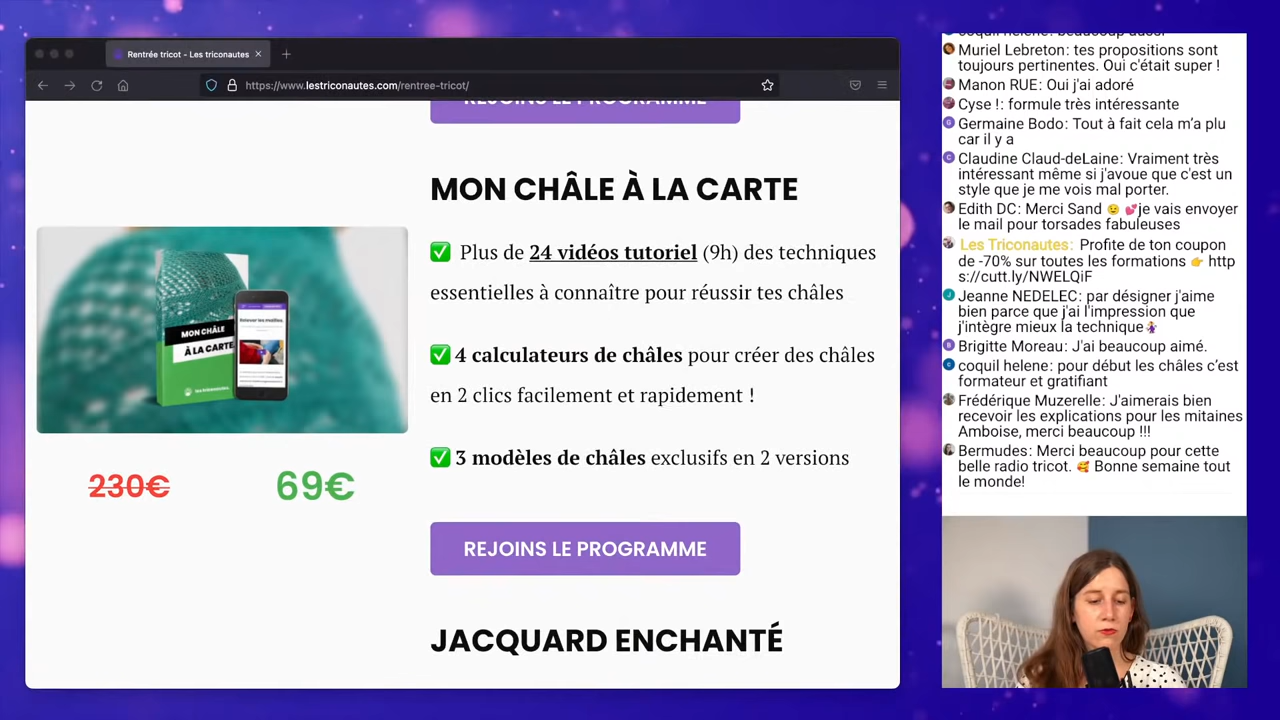 Rentrée tricot - Les triconautes
https://www.lestriconautes.com/rentree-tricot/
REJOINS LE PROGRAMME
MON CHÂLE À LA CARTE
✅ Plus de 24 vidéos tutoriel (9h) des techniques
essentielles à connaître pour réussir tes châles
✅ 4 calculateurs de châles pour créer des châles
en 2 clics facilement et rapidement !
✅ 3 modèles de châles exclusifs en 2 versions
MON CHÂLE
À LA CARTE
230€ 69€
REJOINS LE PROGRAMME
JACQUARD ENCHANTÉ
coquil helene: beaucoup aussi
Muriel Lebreton: tes propositions sont
toujours pertinentes. Oui c'était super !
Manon RUE: Oui j'ai adoré
Cyse !: formule très intéressante
Germaine Bodo: Tout à fait cela m’a plu
car il y a
Claudine Claud-deLaine: Vraiment très
intéressant même si j'avoue que c'est un
style que je me vois mal porter.
Edith DC: Merci Sand 😉 💕je vais envoyer
le mail pour torsades fabuleuses
Les Triconautes: Profite de ton coupon
de -70% sur toutes les formations 👉 http
s://cutt.ly/NWELQiF
Jeanne NEDELEC: par désigner j'aime
bien parce que j'ai l'impression que
j'intègre mieux la technique🤷‍♀️
Brigitte Moreau: J'ai beaucoup aimé.
coquil helene: pour début les châles c’est
formateur et gratifiant
Frédérique Muzerelle: J'aimerais bien
recevoir les explications pour les mitaines
Amboise, merci beaucoup !!!
Bermudes: Merci beaucoup pour cette
belle radio tricot. 🥰 Bonne semaine tout
le monde!